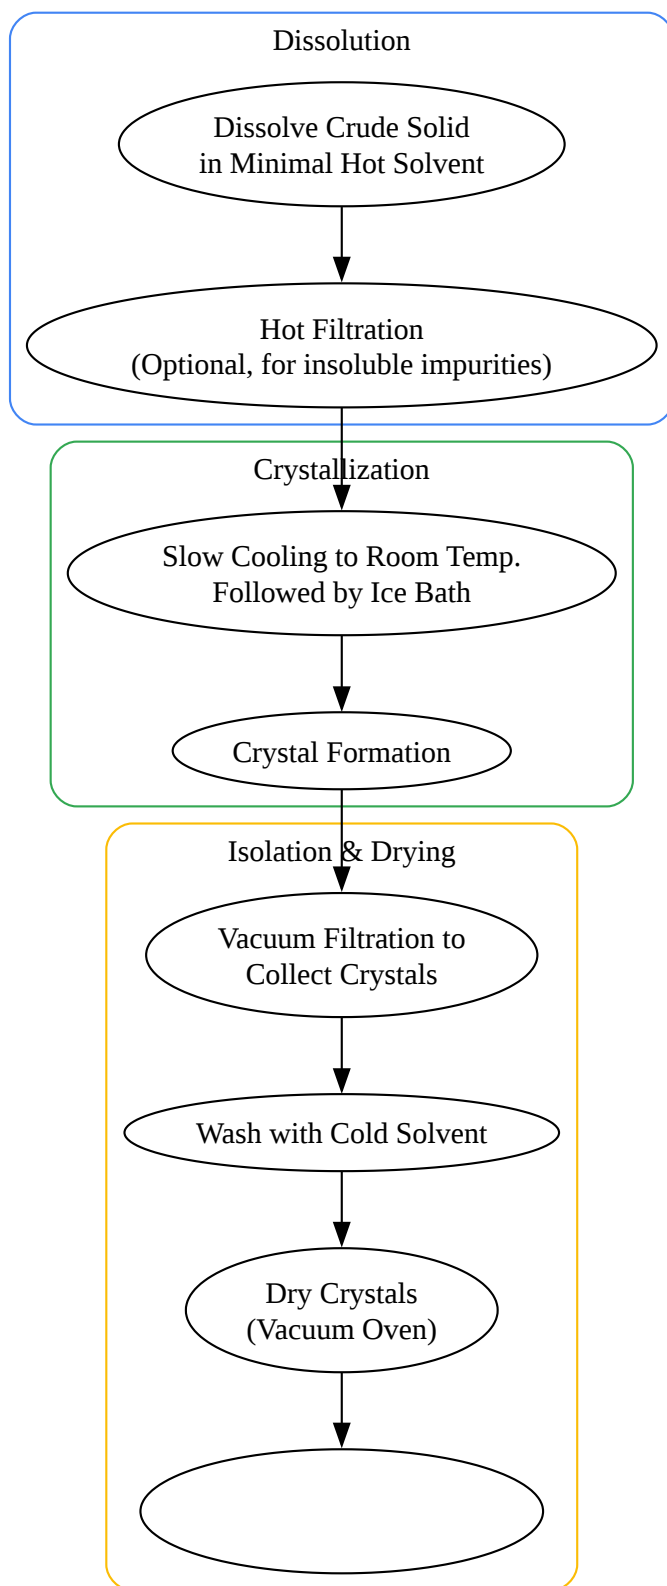 Dissolution
Dissolve Crude Solid
in Minimal Hot Solvent
Hot Filtration
(Optional, for insoluble impurities)
Crystallization
Slow Cooling to Room Temp.
Followed by Ice Bath
Crystal Formation
Isolation & Drying
Vacuum Filtration to
Collect Crystals
Wash with Cold Solvent
Dry Crystals
(Vacuum Oven)